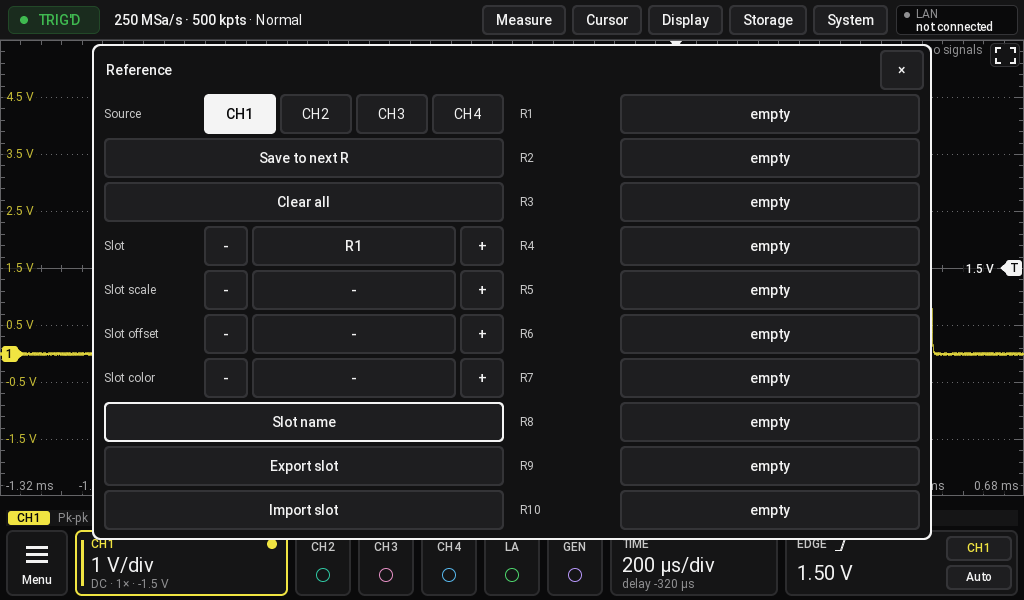 TRIG'D
250 MSa/s · 500 kpts · Normal
Measure
Cursor
Display
Storage
System
LAN
not connected
o signals
Reference
×
Source
CH1
CH2
CH3
CH4
Save to next R
Clear all
Slot
-
R1
+
Slot scale
-
-
+
Slot offset
-
-
+
Slot color
-
-
+
Slot name
Export slot
Import slot
R1
empty
R2
empty
R3
empty
R4
empty
R5
empty
R6
empty
R7
empty
R8
empty
R9
empty
R10
empty
4.5 V
3.5 V
2.5 V
1.5 V
0.5 V
1
-0.5 V
-1.5 V
1.5 V
T
-1.32 ms
-1.
ms
0.68 ms
CH1
Pk-pk
Menu
CH1
1 V/div
DC · 1× · -1.5 V
CH2
CH3
CH4
LA
GEN
TIME
200 µs/div
delay -320 µs
EDGE
1.50 V
CH1
Auto